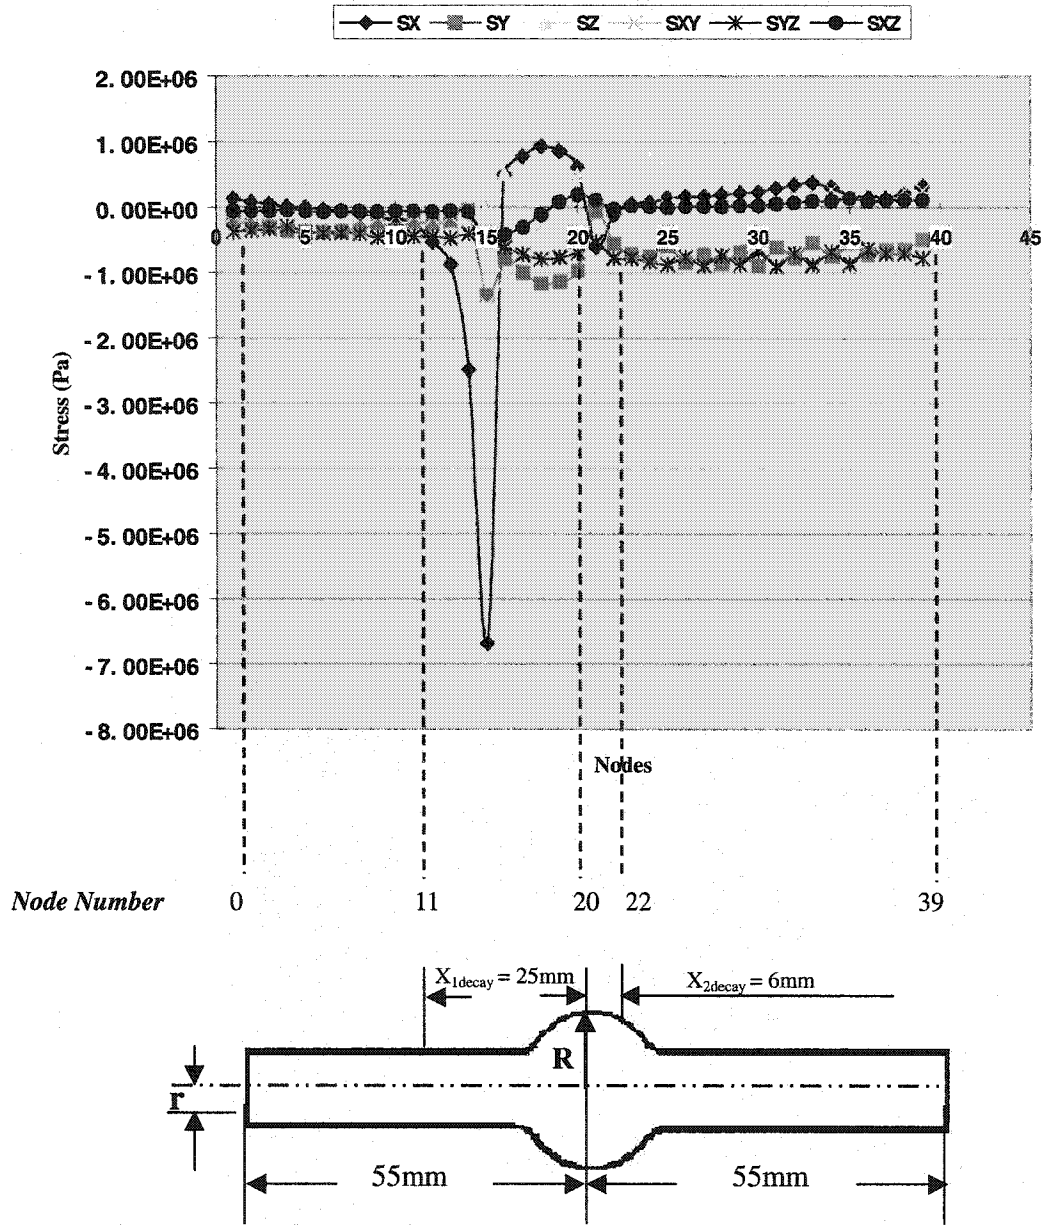 SX SY SZ SXY SYZ SXZ
2.00E+06
1.00E+06
0.00E+00
0 5 10 15 20 25 30 35 40 45
-1.00E+06
-2.00E+06
-3.00E+06
-4.00E+06
-5.00E+06
-6.00E+06
-7.00E+06
-8.00E+06
Stress (Pa)
Nodes
Node Number 0 11 20 22 39
X1decay = 25mm X2decay = 6mm
R
r
55mm 55mm